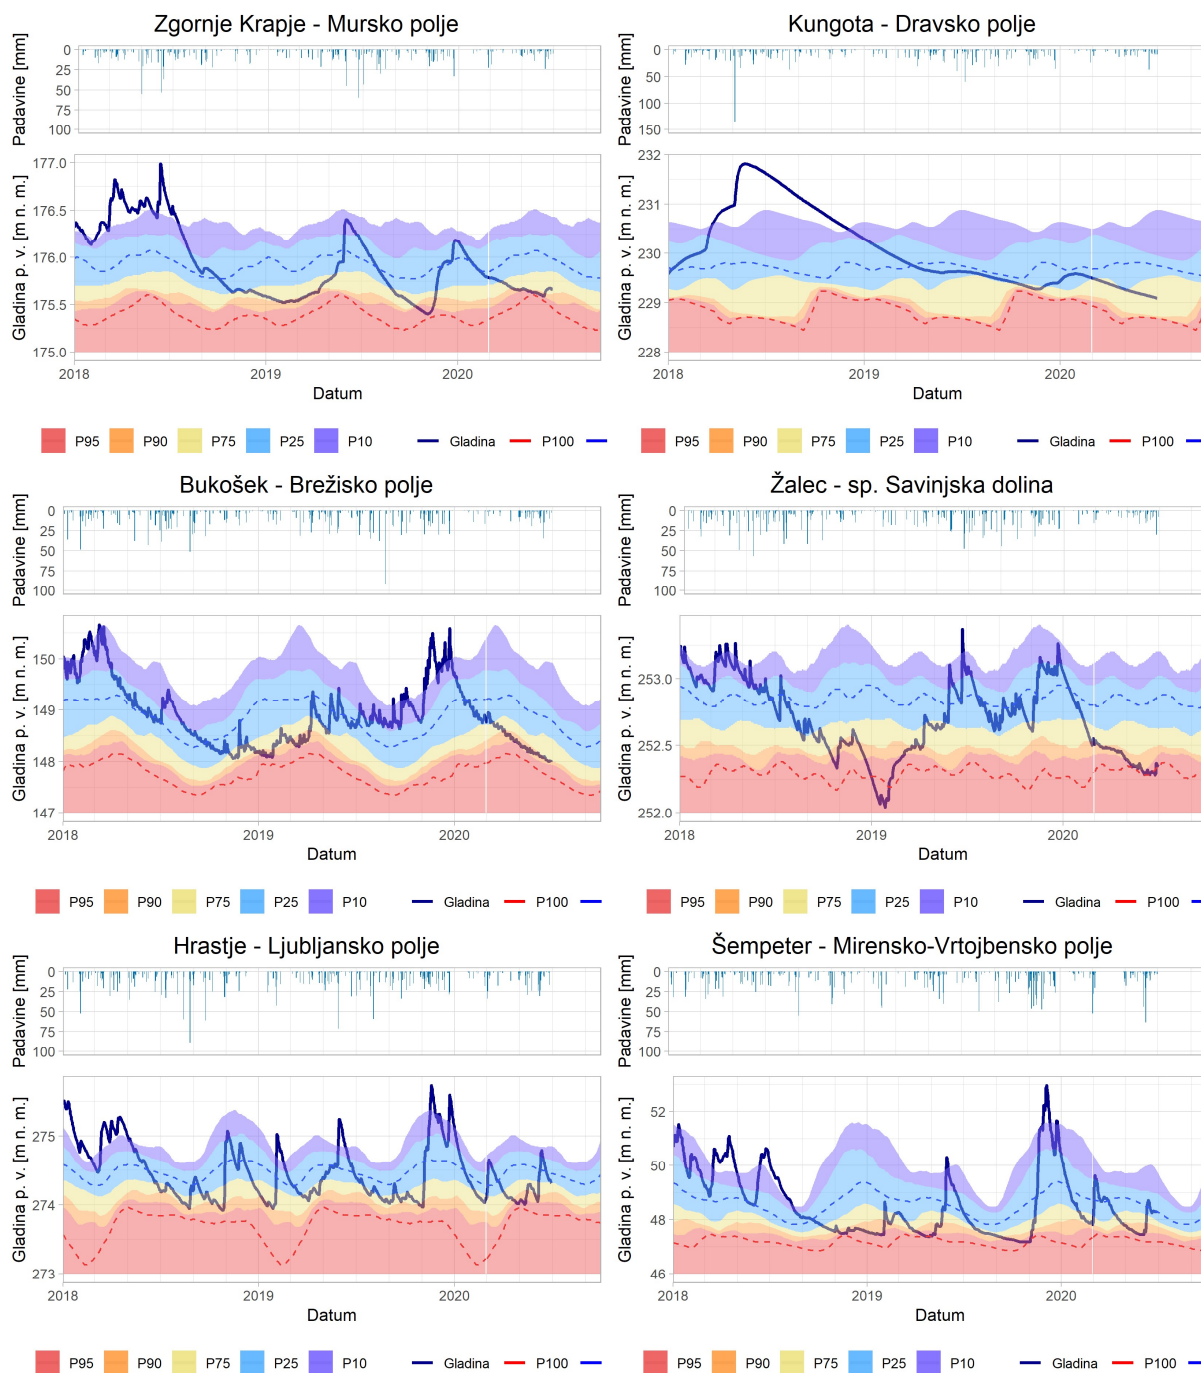 Zgornje Krapje - Mursko polje
Padavine [mm]
0
25
50
75
100
Gladina p. v. [m n. m.]
177.0
176.5
176.0
175.5
175.0
2018
2019
2020
Datum
P95
P90
P75
P25
P10
Gladina
P100
Kungota - Dravsko polje
Padavine [mm]
0
50
100
150
Gladina p. v. [m n. m.]
232
231
230
229
228
2018
2019
2020
Datum
P95
P90
P75
P25
P10
Gladina
P100
Bukošek - Brežisko polje
Padavine [mm]
0
25
50
75
100
Gladina p. v. [m n. m.]
150
149
148
147
2018
2019
2020
Datum
P95
P90
P75
P25
P10
Gladina
P100
Žalec - sp. Savinjska dolina
Padavine [mm]
0
25
50
75
100
Gladina p. v. [m n. m.]
253.0
252.5
252.0
2018
2019
2020
Datum
P95
P90
P75
P25
P10
Gladina
P100
Hrastje - Ljubljansko polje
Padavine [mm]
0
25
50
75
100
Gladina p. v. [m n. m.]
275
274
273
2018
2019
2020
Datum
P95
P90
P75
P25
P10
Gladina
P100
Šempeter - Mirensko-Vrtojbensko polje
Padavine [mm]
0
25
50
75
100
Gladina p. v. [m n. m.]
52
50
48
46
2018
2019
2020
Datum
P95
P90
P75
P25
P10
Gladina
P100